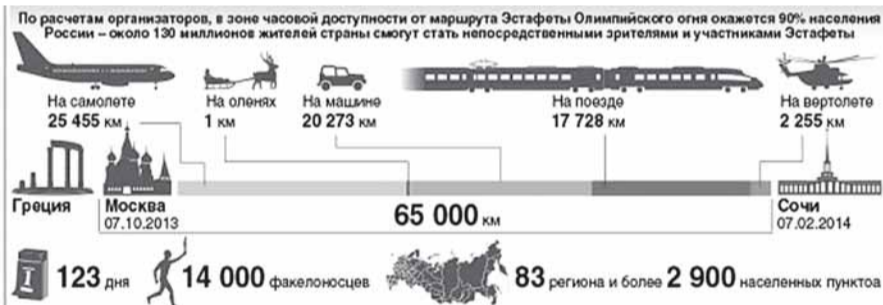 По расчетам организаторов, в зоне часовой доступности от маршрута Эстафеты Олимпийского огня окажется 90% населения
России – около 130 миллионов жителей страны смогут стать непосредственными зрителями и участниками Эстафеты
На самолете
25 455 км
На оленях
1 км
На машине
20 273 км
На поезде
17 728 км
На вертолете
2 255 км
Греция
Москва
07.10.2013
65 000 км
Сочи
07.02.2014
123 дня
14 000 факелоносцев
83 региона и более 2 900 населенных пунктоа